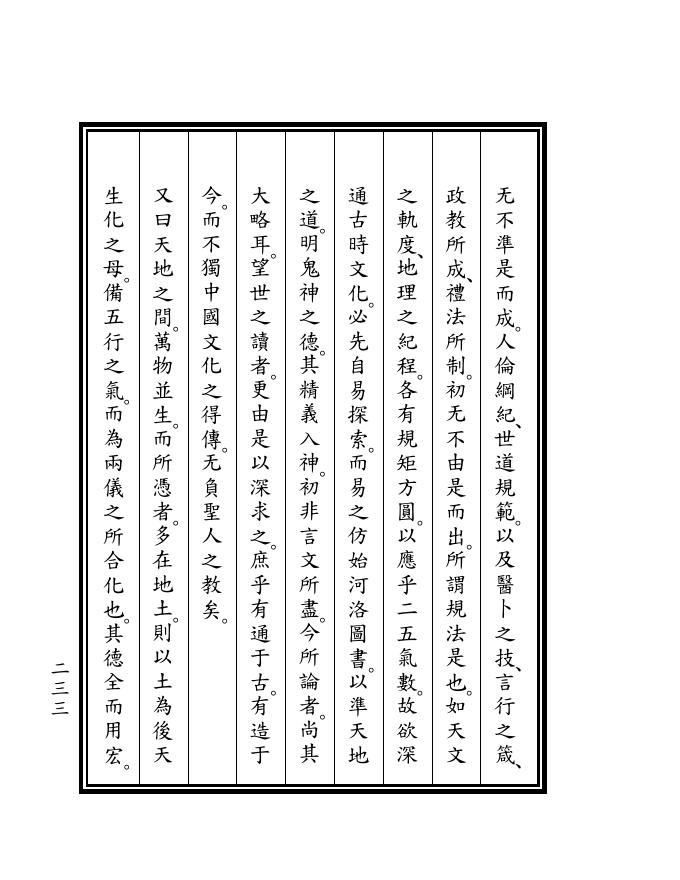 无不準是而成。人倫綱紀、世道規範。以及醫卜之技、言行之箴、
政教所成、禮法所制。初无不由是而出。所謂規法是也。如天文
之軌度、地理之紀程。各有規矩方圓。以應乎二五氣數。故欲深
通古時文化。必先自易探索。而易之仿始河洛圖書。以準天地
之道。明鬼神之德。其精義入神。初非言文所盡。今所論者。尚其
大略耳。望世之讀者。更由是以深求之。庶乎有通于古。有造于
今。而不獨中國文化之得傳。无負聖人之教矣。
又曰天地之間。萬物並生。而所憑者。多在地土。則以土為後天
生化之母。備五行之氣。而為兩儀之所合化也。其德全而用宏。
二三三